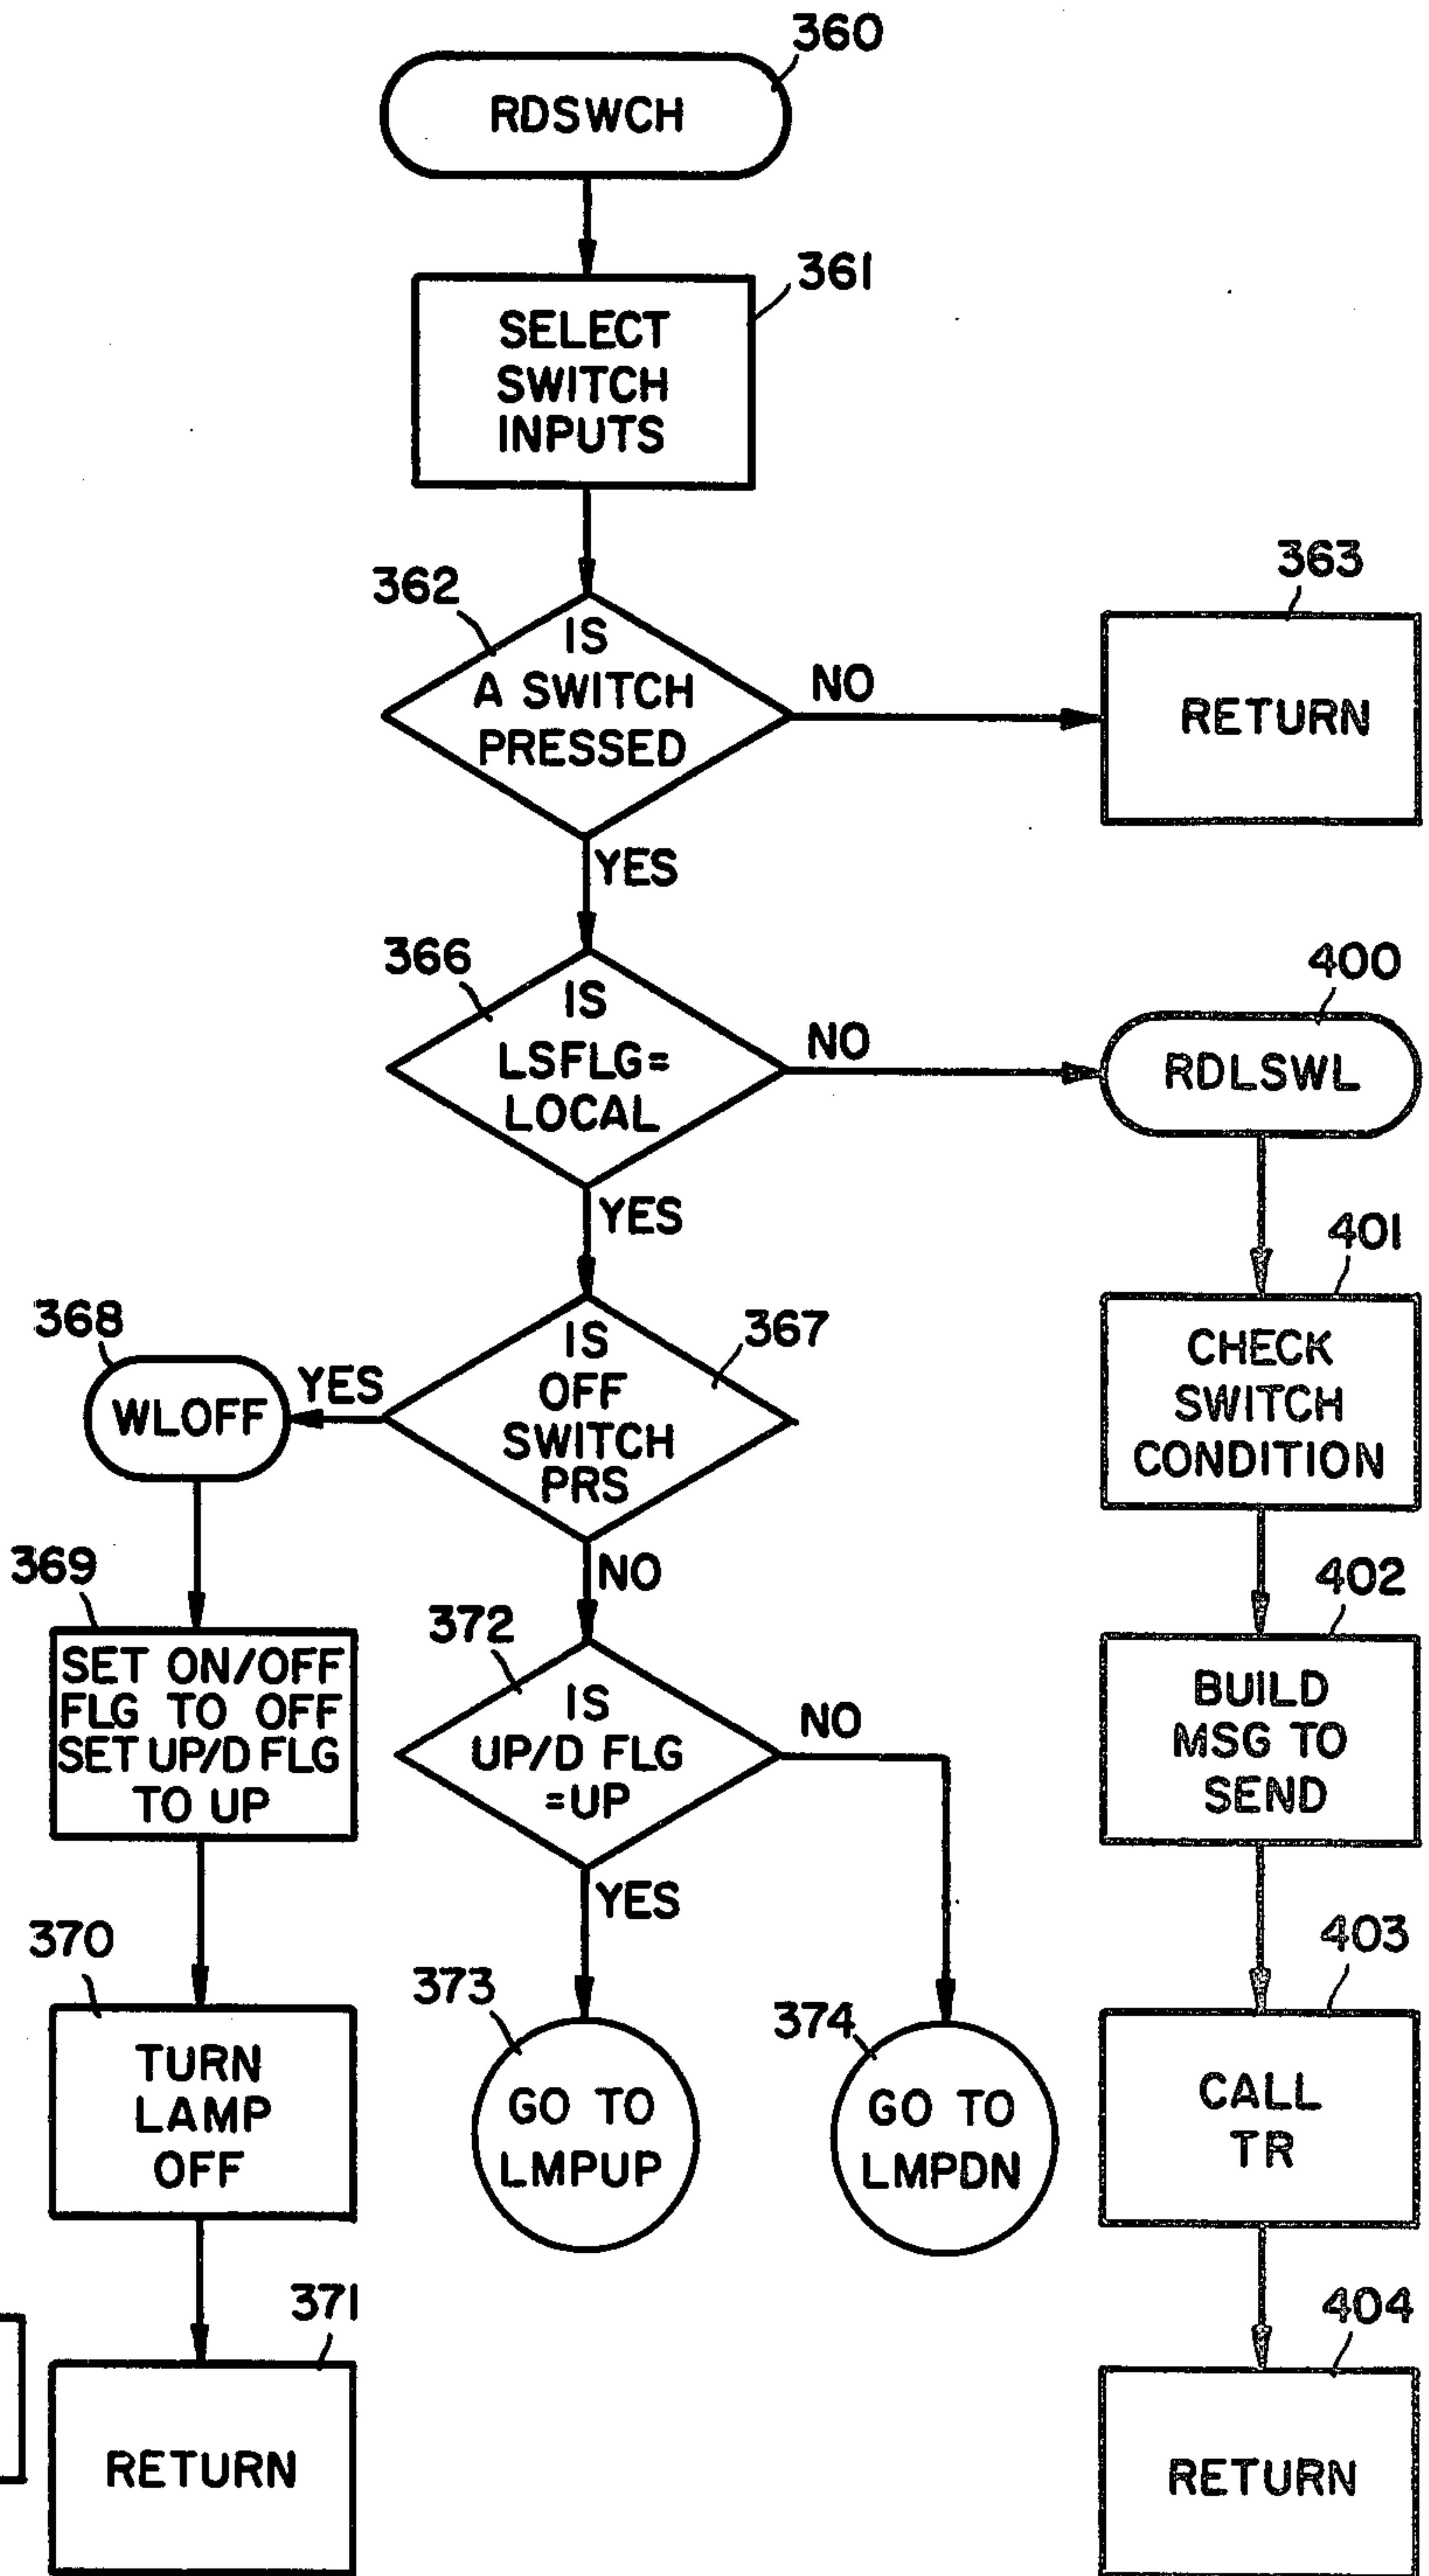 360
RDSWCH
361
SELECT
SWITCH
INPUTS
362
IS
A SWITCH
PRESSED
NO
363
RETURN
YES
366
IS
LSFLG=
LOCAL
NO
400
RDLSWL
YES
401
CHECK
SWITCH
CONDITION
367
IS
OFF
SWITCH
PRS
YES
368
WLOFF
NO
369
SET ON/OFF
FLG TO OFF
SET UP/D FLG
TO UP
372
IS
UP/D FLG
=UP
NO
402
BUILD
MSG TO
SEND
YES
370
TURN
LAMP
OFF
373
GO TO
LMPUP
374
GO TO
LMPDN
403
CALL
TR
371
RETURN
404
RETURN